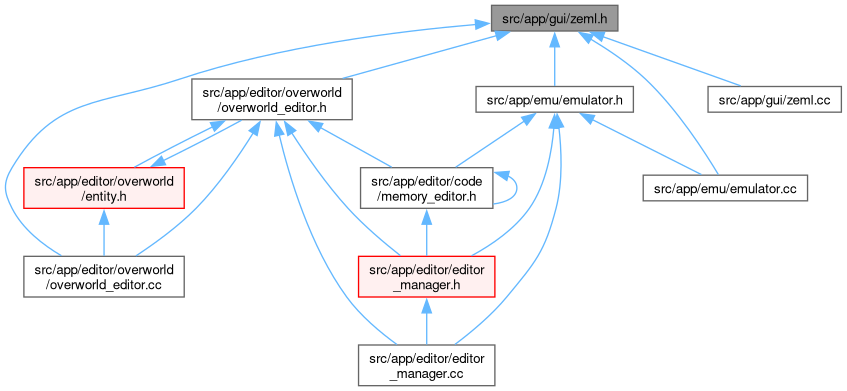 src/app/gui/zeml.h
src/app/editor/overworld
/overworld_editor.h
src/app/emu/emulator.h
src/app/gui/zeml.cc
src/app/editor/overworld
/entity.h
src/app/editor/code
/memory_editor.h
src/app/emu/emulator.cc
src/app/editor/overworld
/overworld_editor.cc
src/app/editor/editor
_manager.h
src/app/editor/editor
_manager.cc